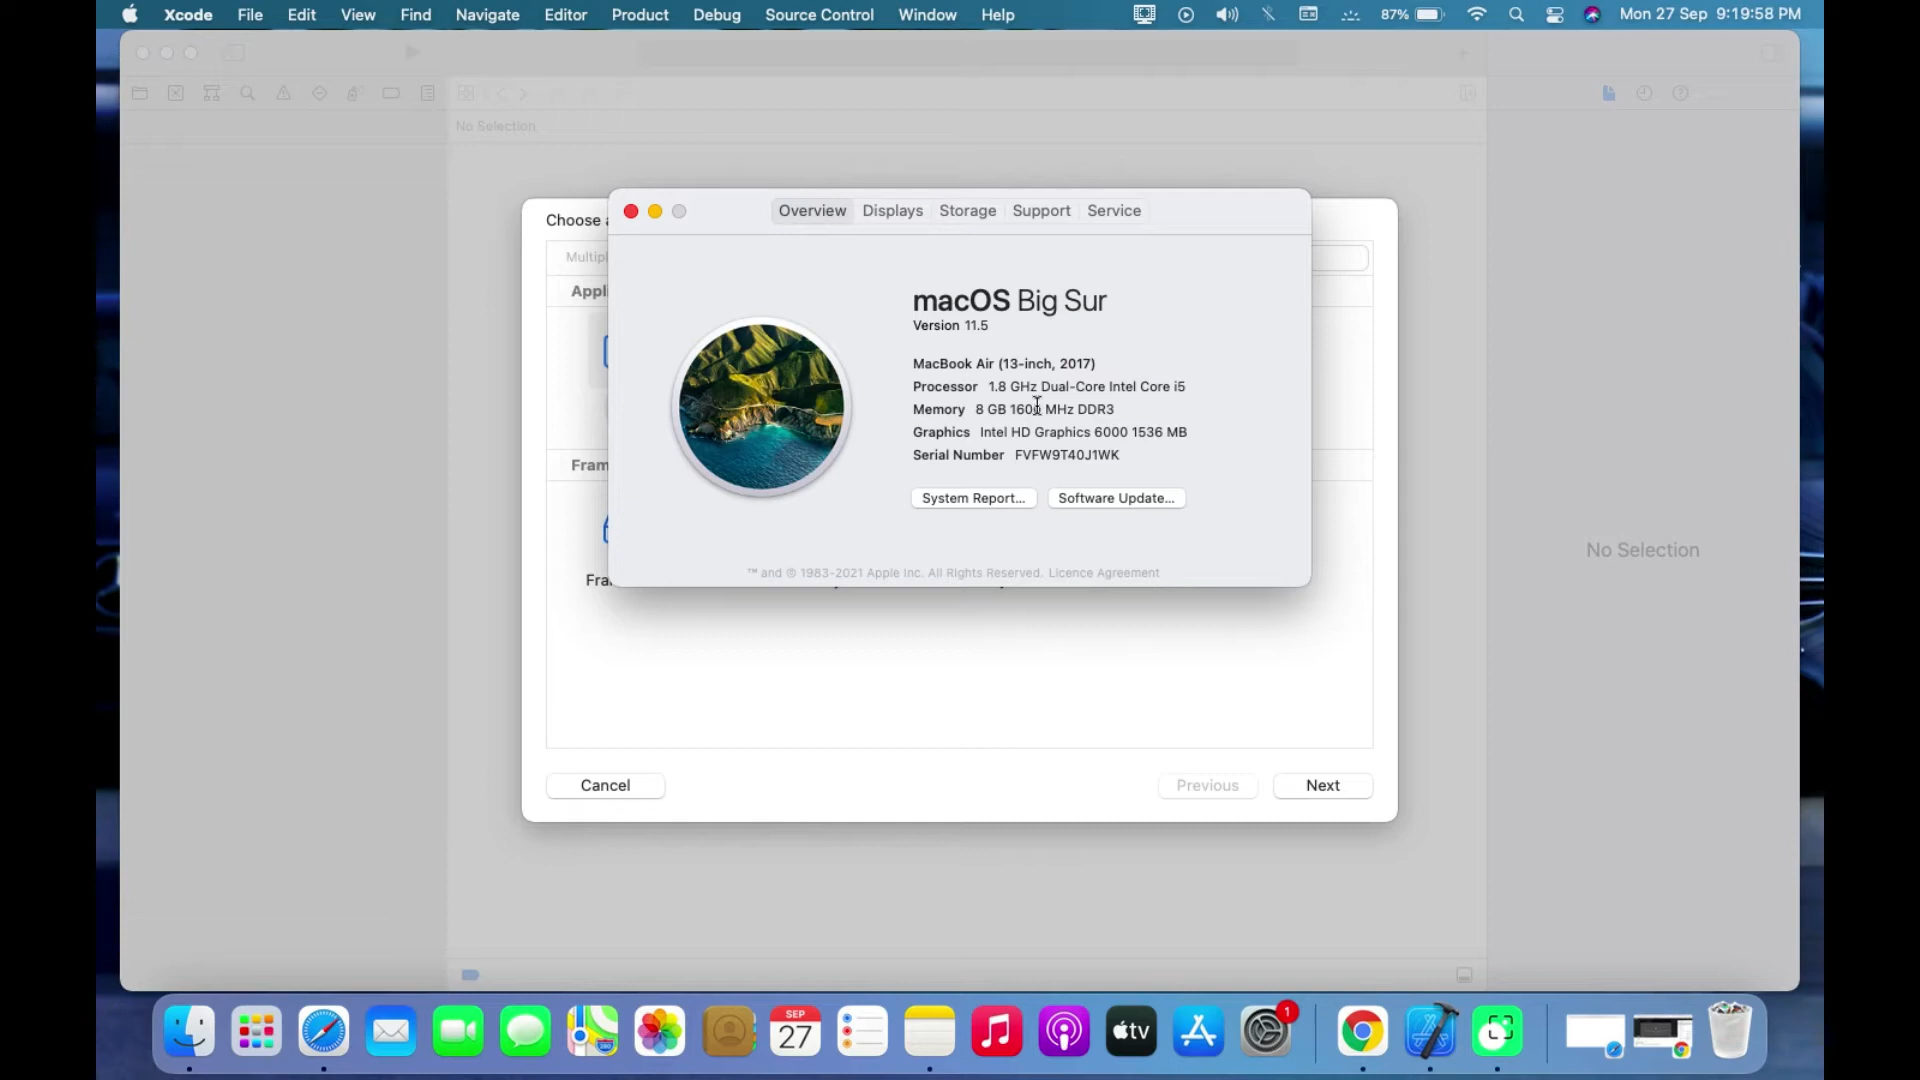 Xcode File Edit View Find Navigate Editor Product Debug Source Control Window Help 87% Mon 27 Sep 9:19:58 PM
No Selection
Choose a
Overview Displays Storage Support Service
Multipl
Appli
macOS Big Sur
Version 11.5
MacBook Air (13-inch, 2017)
Processor 1.8 GHz Dual-Core Intel Core i5
Memory 8 GB 1600 MHz DDR3
Graphics Intel HD Graphics 6000 1536 MB
Serial Number FVFW9T40J1WK
Fram
System Report... Software Update...
No Selection
™ and © 1983-2021 Apple Inc. All Rights Reserved. Licence Agreement
Fra
Cancel Previous Next
SEP
27
tv
1